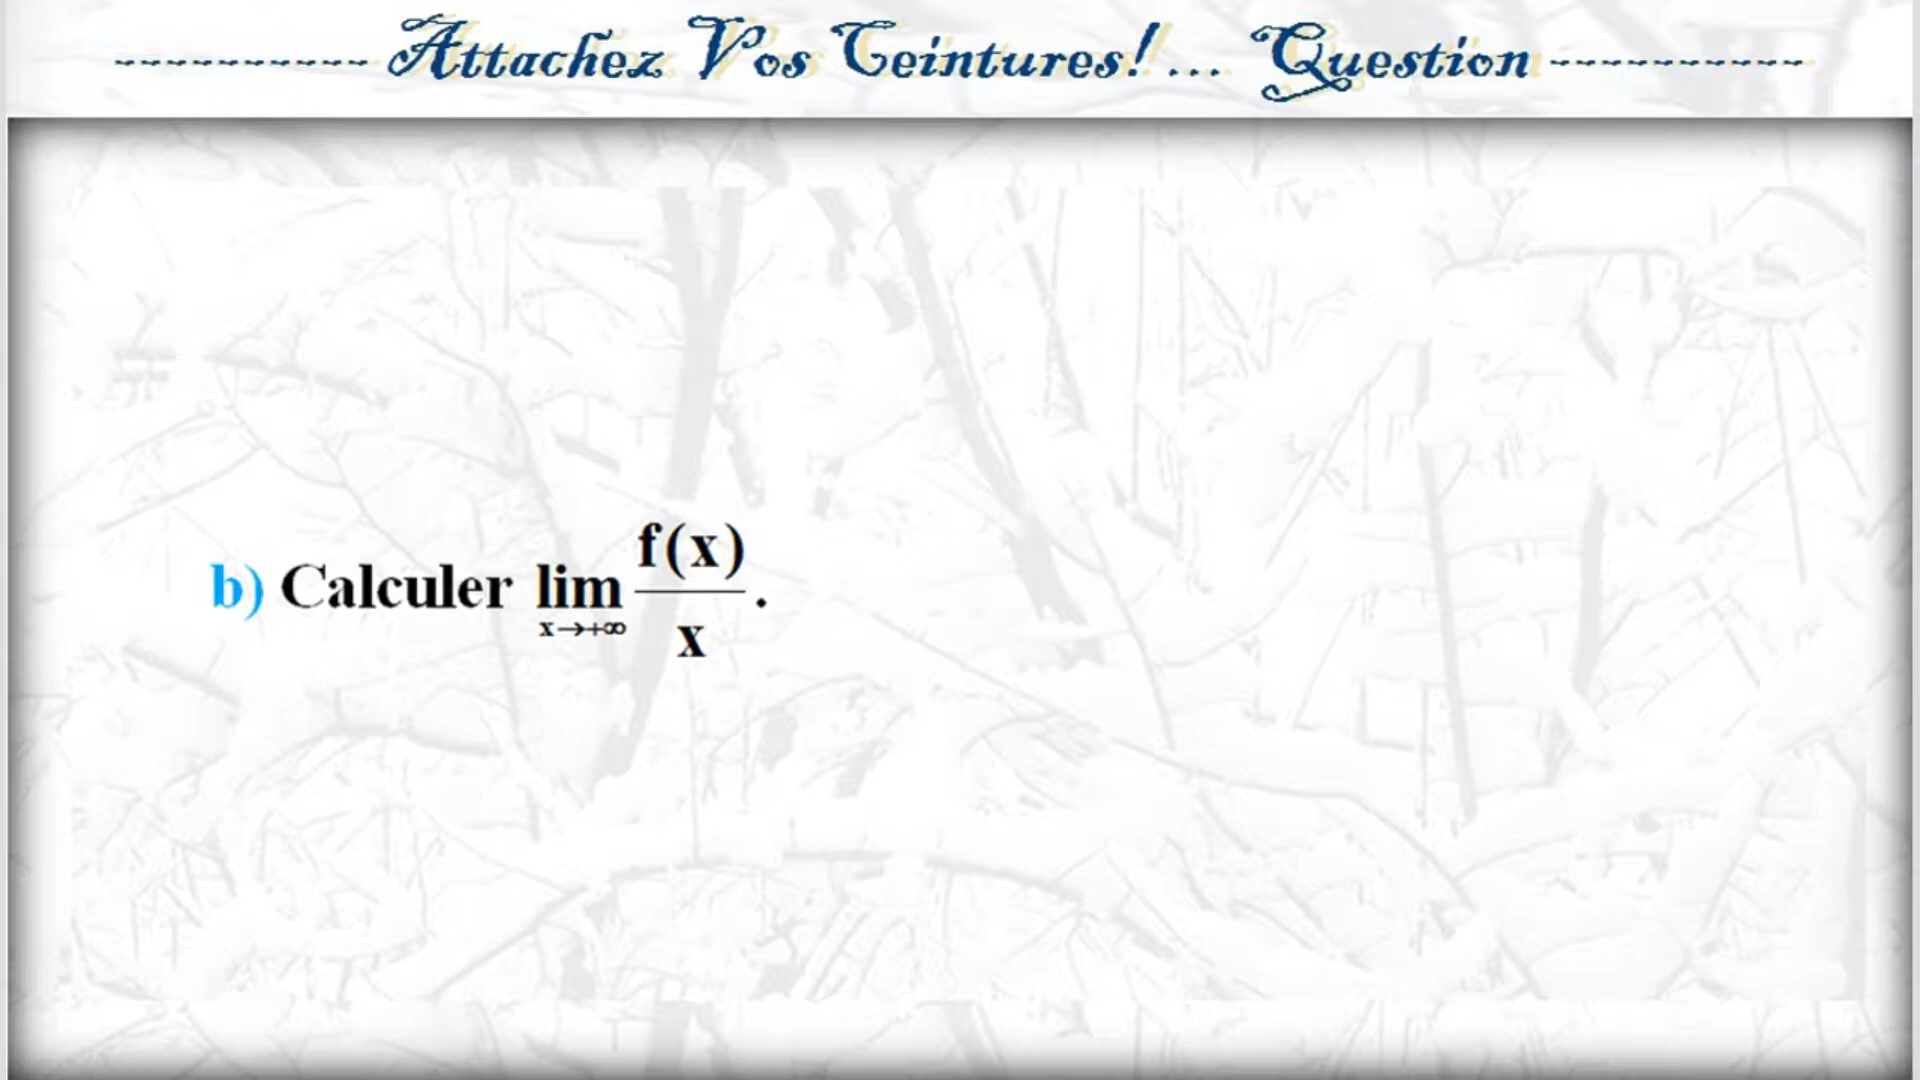 ----------- Attachez Vos Ceintures! ... Question -----------
b) Calculer lim x→+∞ f(x)/x .